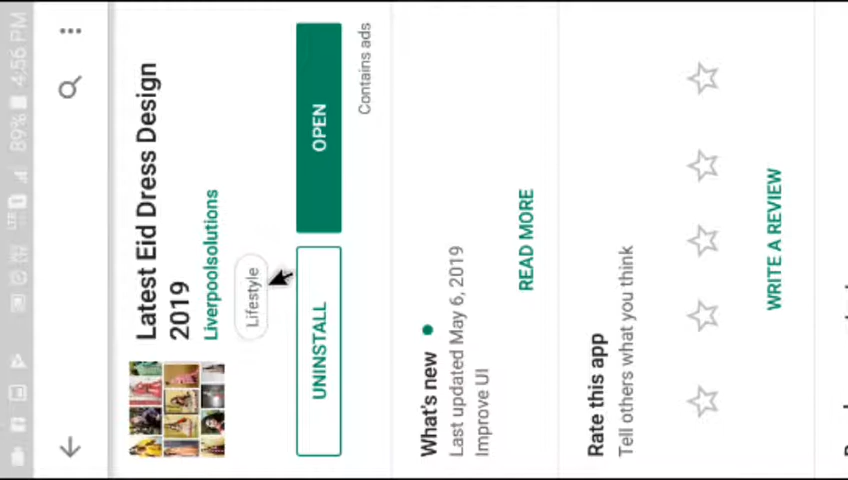 89% 4:56 PM
Latest Eid Dress Design
2019
Liverpoolsolutions
Lifestyle
UNINSTALL
OPEN
Contains ads
What's new
Last updated May 6, 2019
Improve UI
READ MORE
Rate this app
Tell others what you think
WRITE A REVIEW